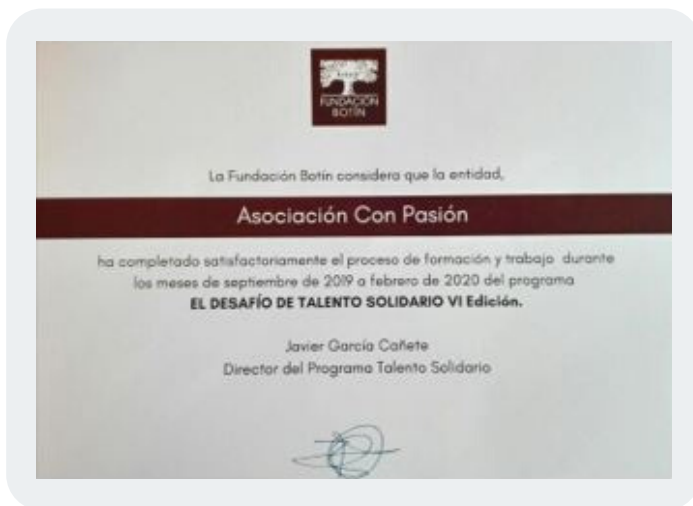 FUNDACIÓN
BOTÍN
La Fundación Botín considera que la entidad,
Asociación Con Pasión
ha completado satisfactoriamente el proceso de formación y trabajo durante
los meses de septiembre de 2019 a febrero de 2020 del programa
EL DESAFÍO DE TALENTO SOLIDARIO VI Edición.
Javier García Cañete
Director del Programa Talento Solidario